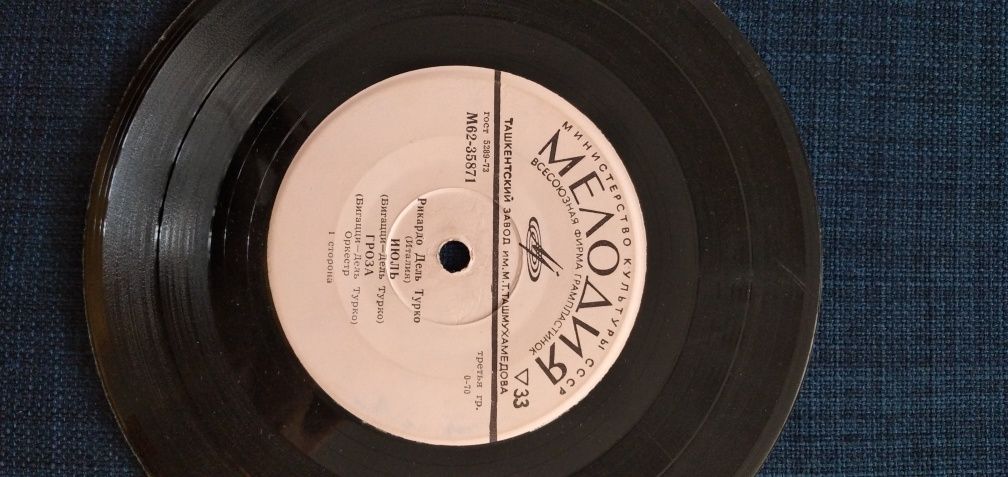 МИНИСТЕРСТВО КУЛЬТУРЫ СССР
МЕЛОДИЯ
ВСЕСОЮЗНАЯ ФИРМА ГРАМПЛАСТИНОК
▽33
ТАШКЕНТСКИЙ ЗАВОД ИМ. М.Т. ТАШМУХАМЕДОВА
ГОСТ 5289-73
М62-35871
третья гр.
0-70
Рикардо Дель Турко
(Италия)
ИЮЛЬ
(Бигацци—Дель Турко)
ГРОЗА
(Бигацци—Дель Турко)
Оркестр
1 сторона